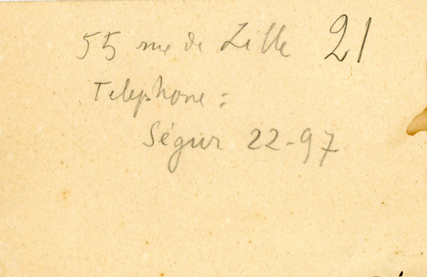 55 rue de Lille 21
Telephone :
Ségur 22-97